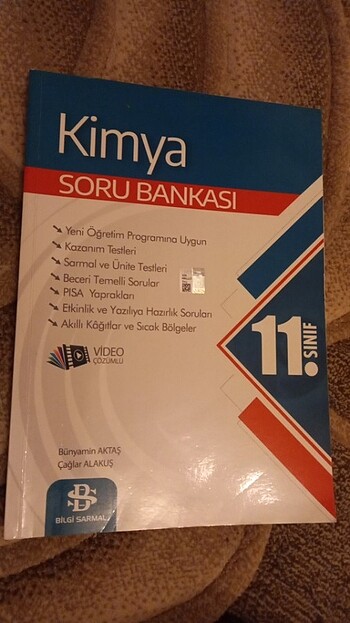 Kimya
SORU BANKASI
Yeni Öğretim Programına Uygun
Kazanım Testleri
Sarmal ve Ünite Testleri
Beceri Temelli Sorular
PISA Yaprakları
Etkinlik ve Yazılıya Hazırlık Soruları
Akıllı Kâğıtlar ve Sıcak Bölgeler
11. SINIF
VİDEO
ÇÖZÜMLÜ
Bünyamin AKTAŞ
Çağlar ALAKUŞ
BİLGİ SARMAL